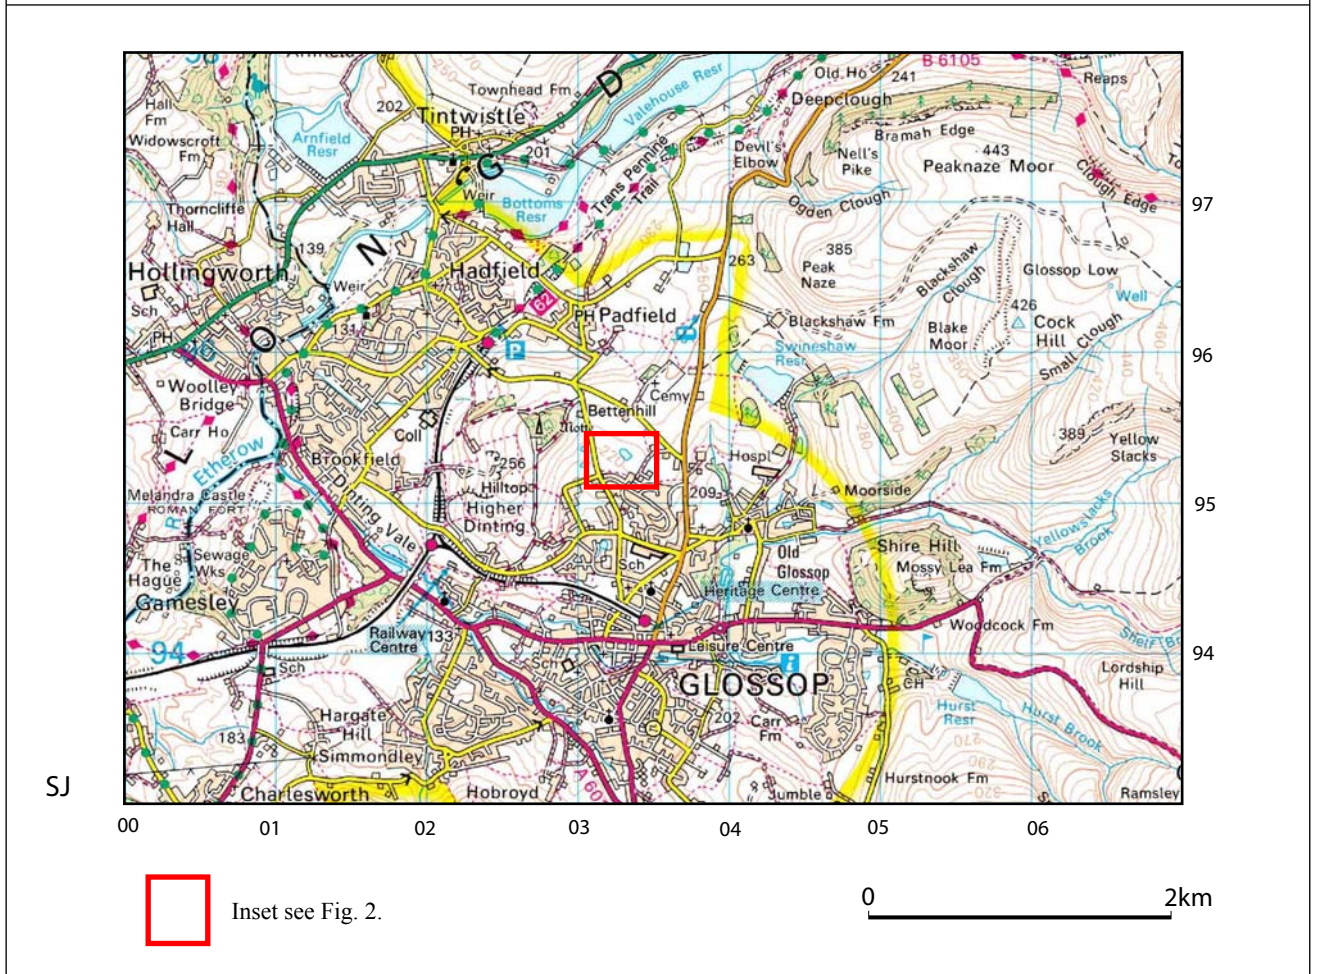 B 6105
Old Ho
241
Reaps
Townhead Fm
Valehouse Resr
Deepclough
Hall
Fm
202
Tintwistle
PH
D
Bramah Edge
Widowscroft
Fm
Arnfield
Resr
201
Devil's
Elbow
Nell's
Pike
443
Peaknaze Moor
G
Trans Pennine
Trail
Clough Edge
Weir
Bottoms
Resr
Ogden Clough
97
Thorncliffe
Hall
139
N
385
Peak
Naze
Blackshaw
Clough
Glossop Low
Hollingworth
Hadfield
263
Well
Sch
Weir
62
P
426
131
PH
Padfield
Blackshaw Fm
Blake
Moor
Cock
Hill
Small Clough
PH
O
P
Swineshaw
Resr
96
Woolley
Bridge
Cemy
Bettenhill
Carr Ho
Coll
389
Yellow
Slacks
L
Etherow
Brookfield
256
Hospl
Hilltop
Melandra Castle
ROMAN FORT
Dinting Vale
Higher
Dinting
209
Moorside
95
R
Yellowslacks
Brook
Sewage
Wks
The
Hague
Sch
Old
Glossop
Shire Hill
Mossy Lea Fm
Gamesley
Heritage Centre
Railway
Centre
133
Woodcock Fm
Shelf Br
94
Sch
Sch
Leisure Centre
i
Lordship
Hill
94
GLOSSOP
CH
Hargate
Hill
202
Carr
Fm
Hurst
Resr
Hurst Brook
183
Simmondley
SJ
Charlesworth
Hobroyd
Jumble
Hurstnook Fm
Ramsley
00
01
02
03
04
05
06
Inset see Fig. 2.
0
2km